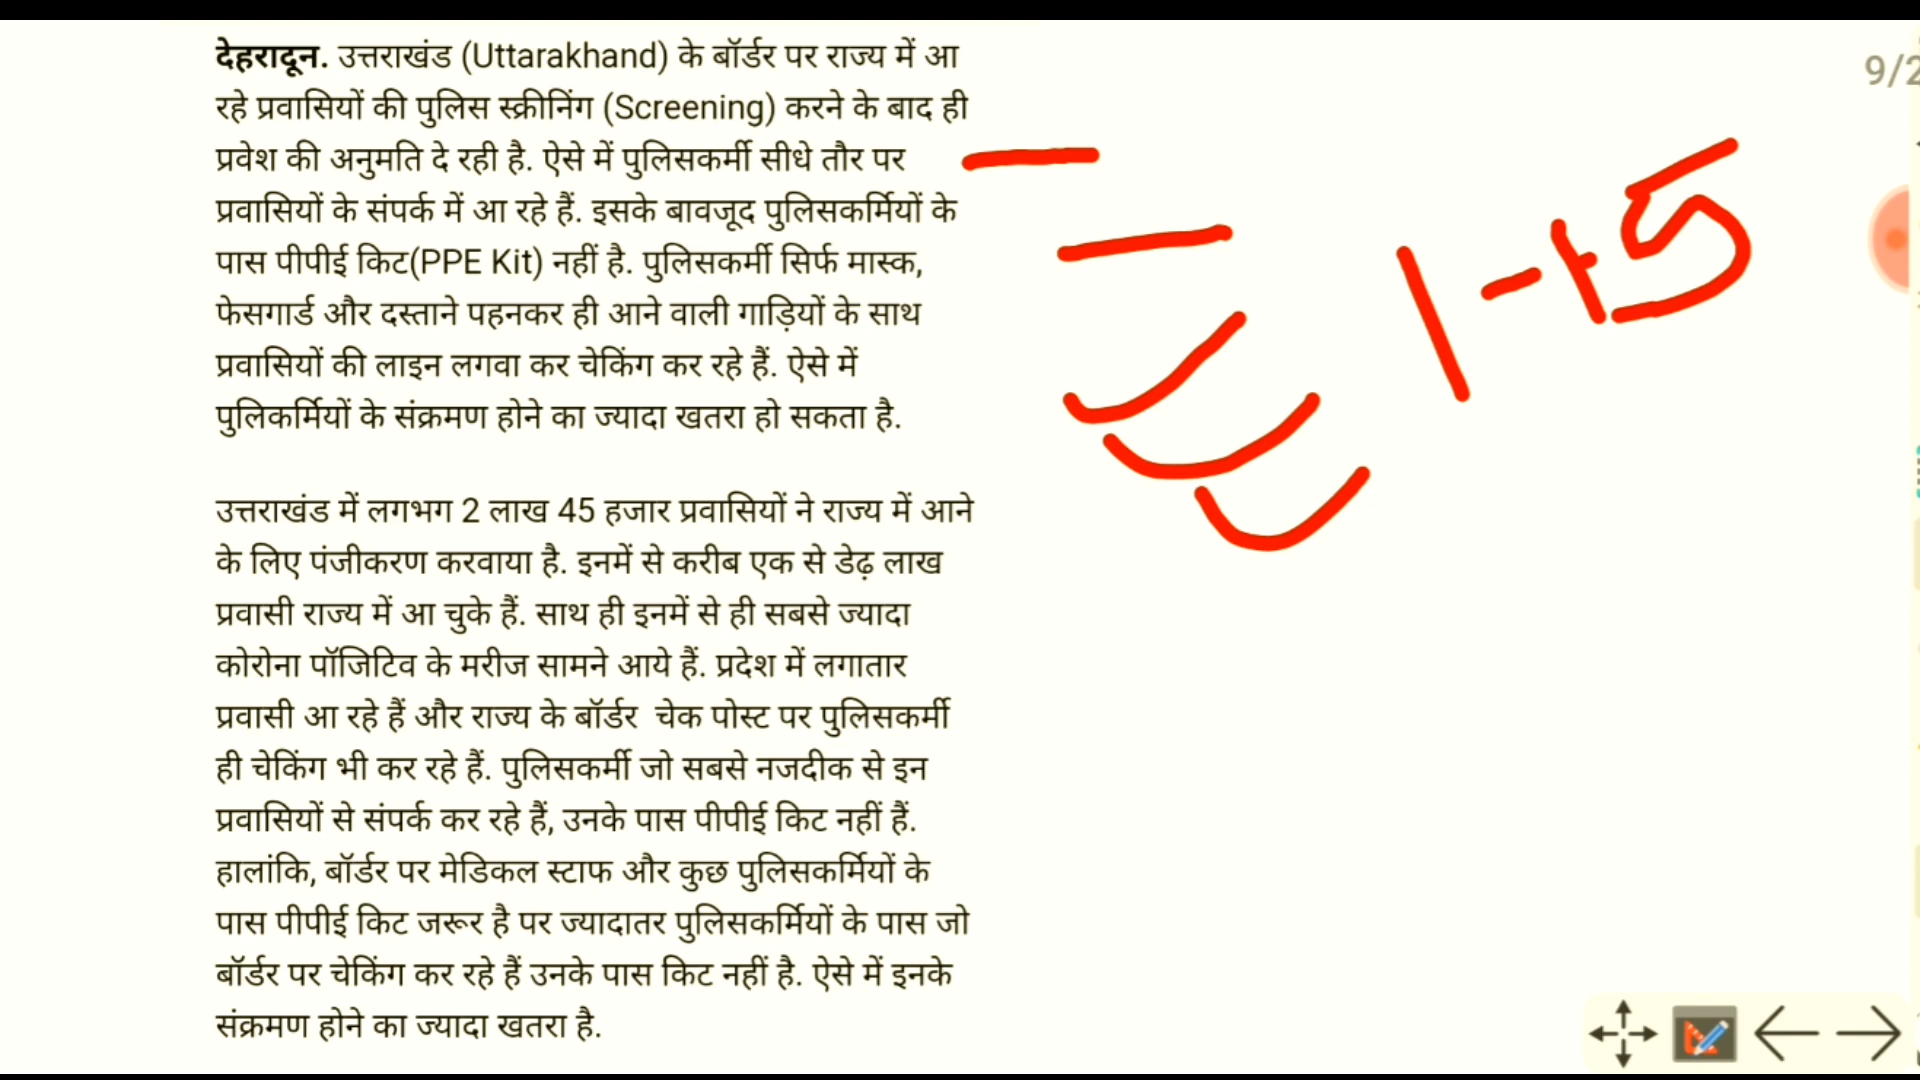 देहरादून. उत्तराखंड (Uttarakhand) के बॉर्डर पर राज्य में आ
रहे प्रवासियों की पुलिस स्क्रीनिंग (Screening) करने के बाद ही
प्रवेश की अनुमति दे रही है. ऐसे में पुलिसकर्मी सीधे तौर पर
प्रवासियों के संपर्क में आ रहे हैं. इसके बावजूद पुलिसकर्मियों के
पास पीपीई किट(PPE Kit) नहीं है. पुलिसकर्मी सिर्फ मास्क,
फेसगार्ड और दस्ताने पहनकर ही आने वाली गाड़ियों के साथ
प्रवासियों की लाइन लगवा कर चेकिंग कर रहे हैं. ऐसे में
पुलिकर्मियों के संक्रमण होने का ज्यादा खतरा हो सकता है.
उत्तराखंड में लगभग 2 लाख 45 हजार प्रवासियों ने राज्य में आने
के लिए पंजीकरण करवाया है. इनमें से करीब एक से डेढ़ लाख
प्रवासी राज्य में आ चुके हैं. साथ ही इनमें से ही सबसे ज्यादा
कोरोना पॉजिटिव के मरीज सामने आये हैं. प्रदेश में लगातार
प्रवासी आ रहे हैं और राज्य के बॉर्डर चेक पोस्ट पर पुलिसकर्मी
ही चेकिंग भी कर रहे हैं. पुलिसकर्मी जो सबसे नजदीक से इन
प्रवासियों से संपर्क कर रहे हैं, उनके पास पीपीई किट नहीं हैं.
हालांकि, बॉर्डर पर मेडिकल स्टाफ और कुछ पुलिसकर्मियों के
पास पीपीई किट जरूर है पर ज्यादातर पुलिसकर्मियों के पास जो
बॉर्डर पर चेकिंग कर रहे हैं उनके पास किट नहीं है. ऐसे में इनके
संक्रमण होने का ज्यादा खतरा है.
9/2